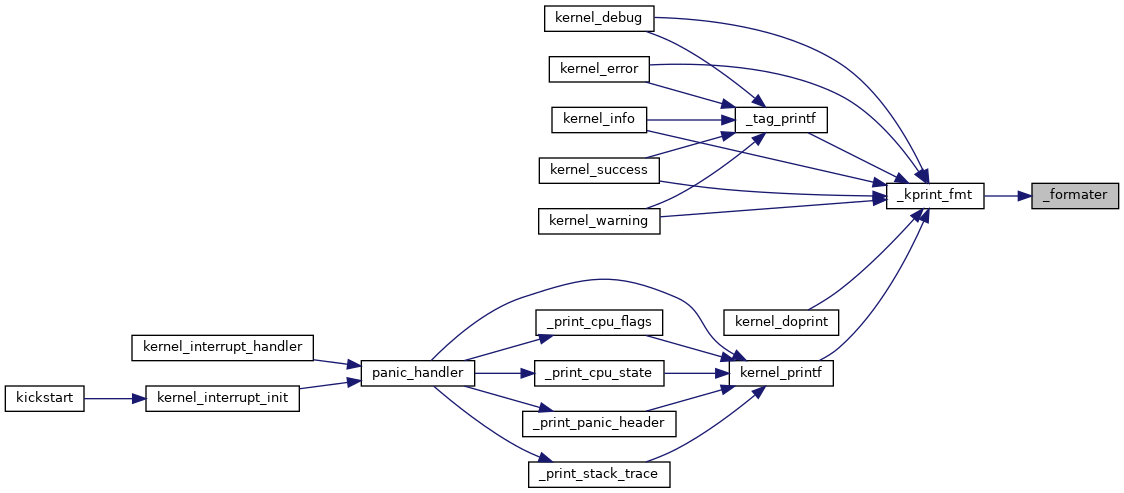 kernel_debug
kernel_error
kernel_info
_tag_printf
kernel_success
_kprint_fmt
_formater
kernel_warning
kernel_doprint
_print_cpu_flags
kernel_interrupt_handler
panic_handler
_print_cpu_state
kernel_printf
kickstart
kernel_interrupt_init
_print_panic_header
_print_stack_trace